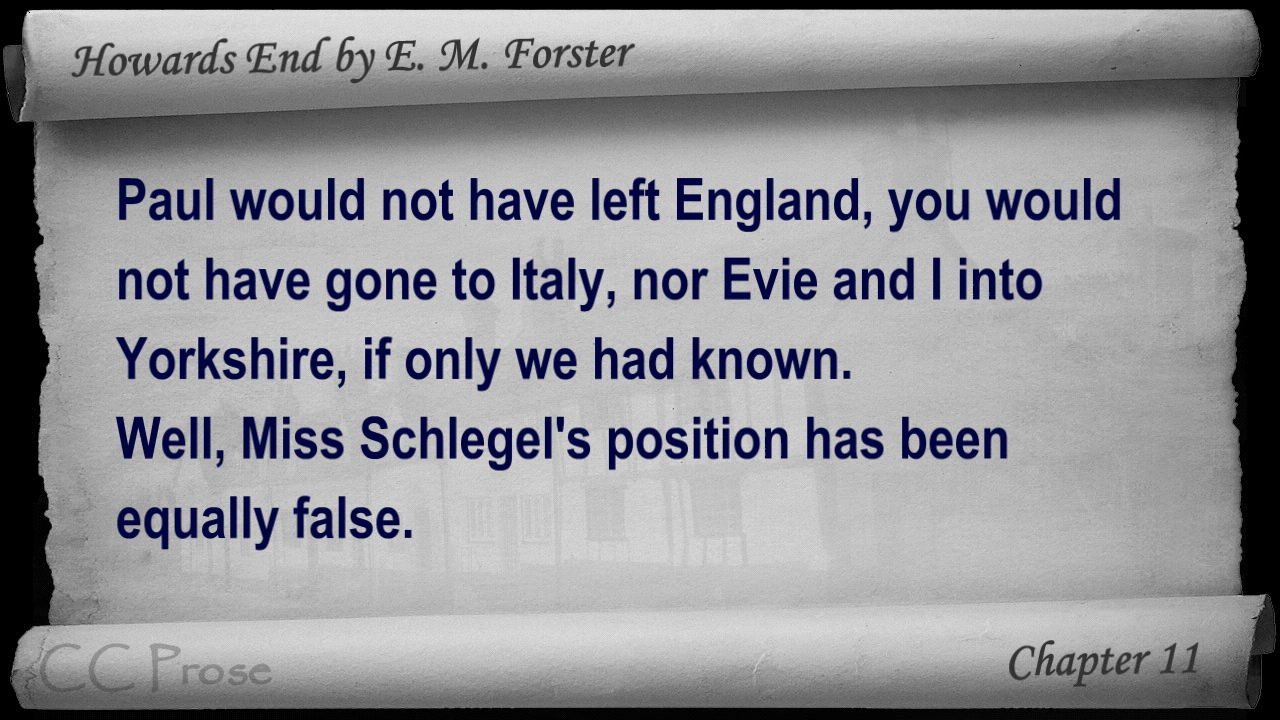 Howards End by E. M. Forster
Paul would not have left England, you would
not have gone to Italy, nor Evie and I into
Yorkshire, if only we had known.
Well, Miss Schlegel's position has been
equally false.
CC Prose
Chapter 11